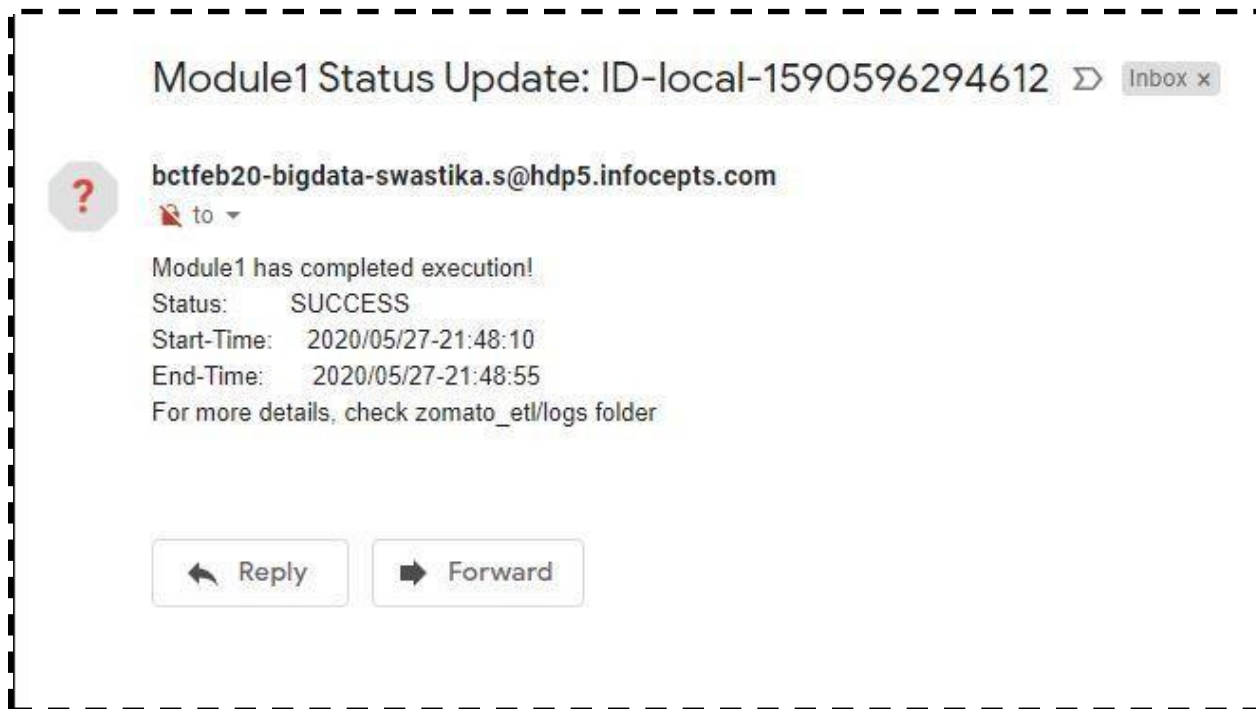 Module1 Status Update: ID-local-1590596294612 Inbox x
?
bctfeb20-bigdata-swastika.s@hdp5.infocepts.com
to
Module1 has completed execution!
Status: SUCCESS
Start-Time: 2020/05/27-21:48:10
End-Time: 2020/05/27-21:48:55
For more details, check zomato_etl/logs folder
Reply Forward